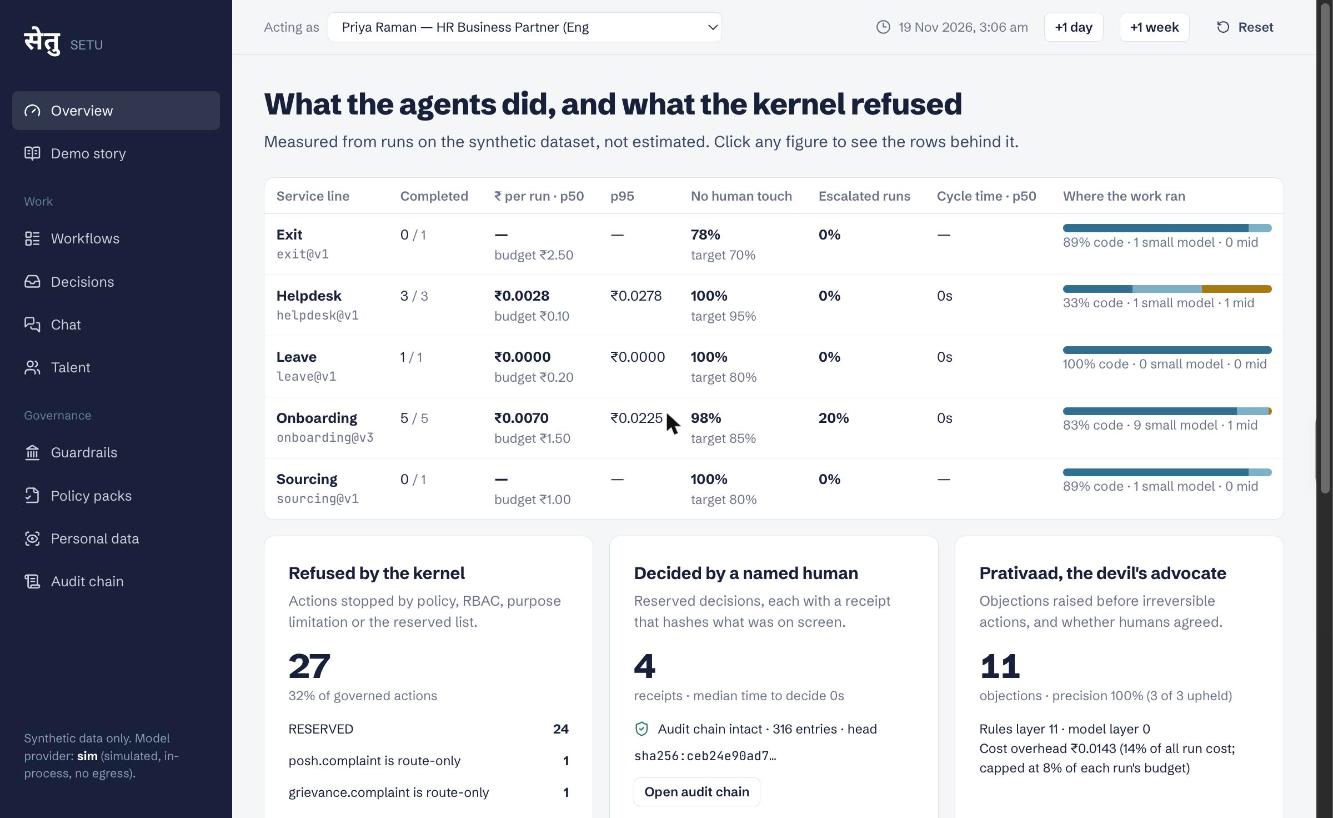 सेतु SETU
Overview
Demo story
Work
Workflows
Decisions
Chat
Talent
Governance
Guardrails
Policy packs
Personal data
Audit chain
Synthetic data only. Model
provider: sim (simulated, in-
process, no egress).
Acting as Priya Raman — HR Business Partner (Eng 19 Nov 2026, 3:06 am +1 day +1 week Reset
What the agents did, and what the kernel refused
Measured from runs on the synthetic dataset, not estimated. Click any figure to see the rows behind it.
Service line Completed ₹ per run · p50 p95 No human touch Escalated runs Cycle time · p50 Where the work ran
Exit 0 / 1 — — 78% 0% —
exit@v1 budget ₹2.50 target 70% 89% code · 1 small model · 0 mid
Helpdesk 3 / 3 ₹0.0028 ₹0.0278 100% 0% 0s
helpdesk@v1 budget ₹0.10 target 95% 33% code · 1 small model · 1 mid
Leave 1 / 1 ₹0.0000 ₹0.0000 100% 0% 0s
leave@v1 budget ₹0.20 target 80% 100% code · 0 small model · 0 mid
Onboarding 5 / 5 ₹0.0070 ₹0.0225 98% 20% 0s
onboarding@v3 budget ₹1.50 target 85% 83% code · 9 small model · 1 mid
Sourcing 0 / 1 — — 100% 0% —
sourcing@v1 budget ₹1.00 target 80% 89% code · 1 small model · 0 mid
Refused by the kernel
Actions stopped by policy, RBAC, purpose
limitation or the reserved list.
27
32% of governed actions
RESERVED 24
posh.complaint is route-only 1
grievance.complaint is route-only 1
Decided by a named human
Reserved decisions, each with a receipt
that hashes what was on screen.
4
receipts · median time to decide 0s
Audit chain intact · 316 entries · head
sha256:ceb24e90ad7…
Open audit chain
Prativaad, the devil's advocate
Objections raised before irreversible
actions, and whether humans agreed.
11
objections · precision 100% (3 of 3 upheld)
Rules layer 11 · model layer 0
Cost overhead ₹0.0143 (14% of all run cost;
capped at 8% of each run's budget)